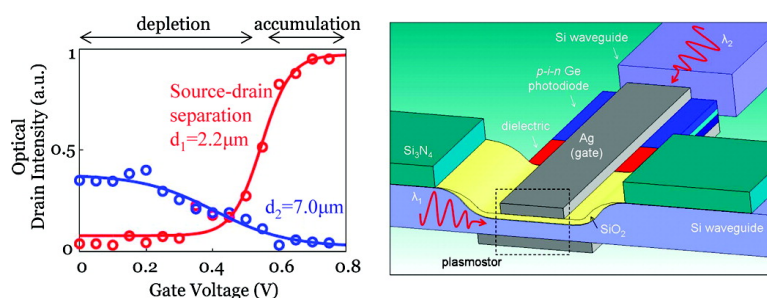 depletion accumulation
1
0.5
0
Optical
Drain Intensity (a.u.)
Source-drain
separation
d₁=2.2μm
d₂=7.0μm
0 0.2 0.4 0.6 0.8
Gate Voltage (V)
Si waveguide
λ₂
p-i-n Ge
photodiode
dielectric
Ag
(gate)
Si₃N₄
λ₁
SiO₂
Si waveguide
plasmostor